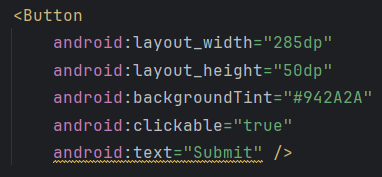 <Button
android:layout_width="285dp"
android:layout_height="50dp"
android:backgroundTint="#942A2A"
android:clickable="true"
android:text="Submit" />